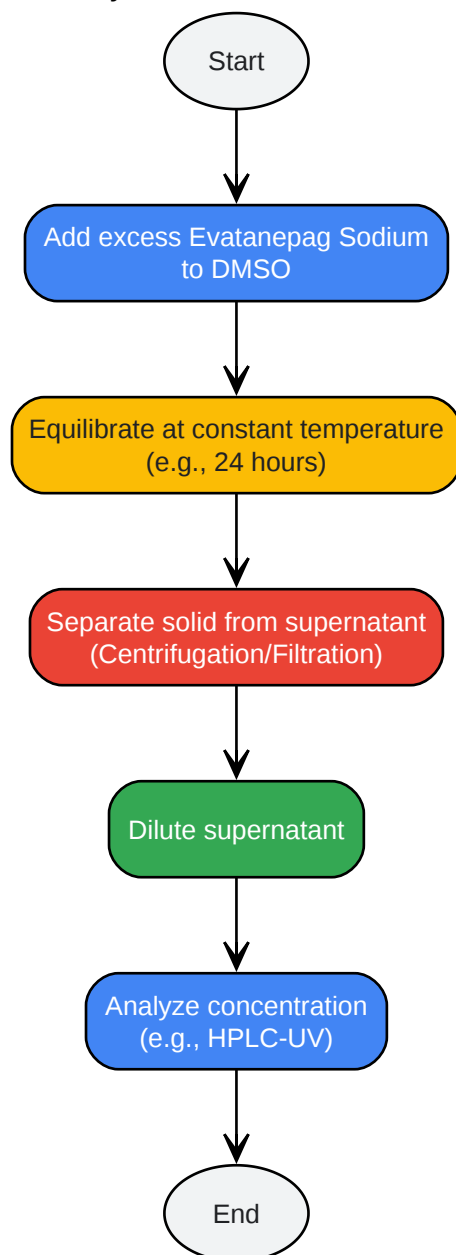 Start
Add excess Evatanepag Sodium
to DMSO
Equilibrate at constant temperature
(e.g., 24 hours)
Separate solid from supernatant
(Centrifugation/Filtration)
Dilute supernatant
Analyze concentration
(e.g., HPLC-UV)
End